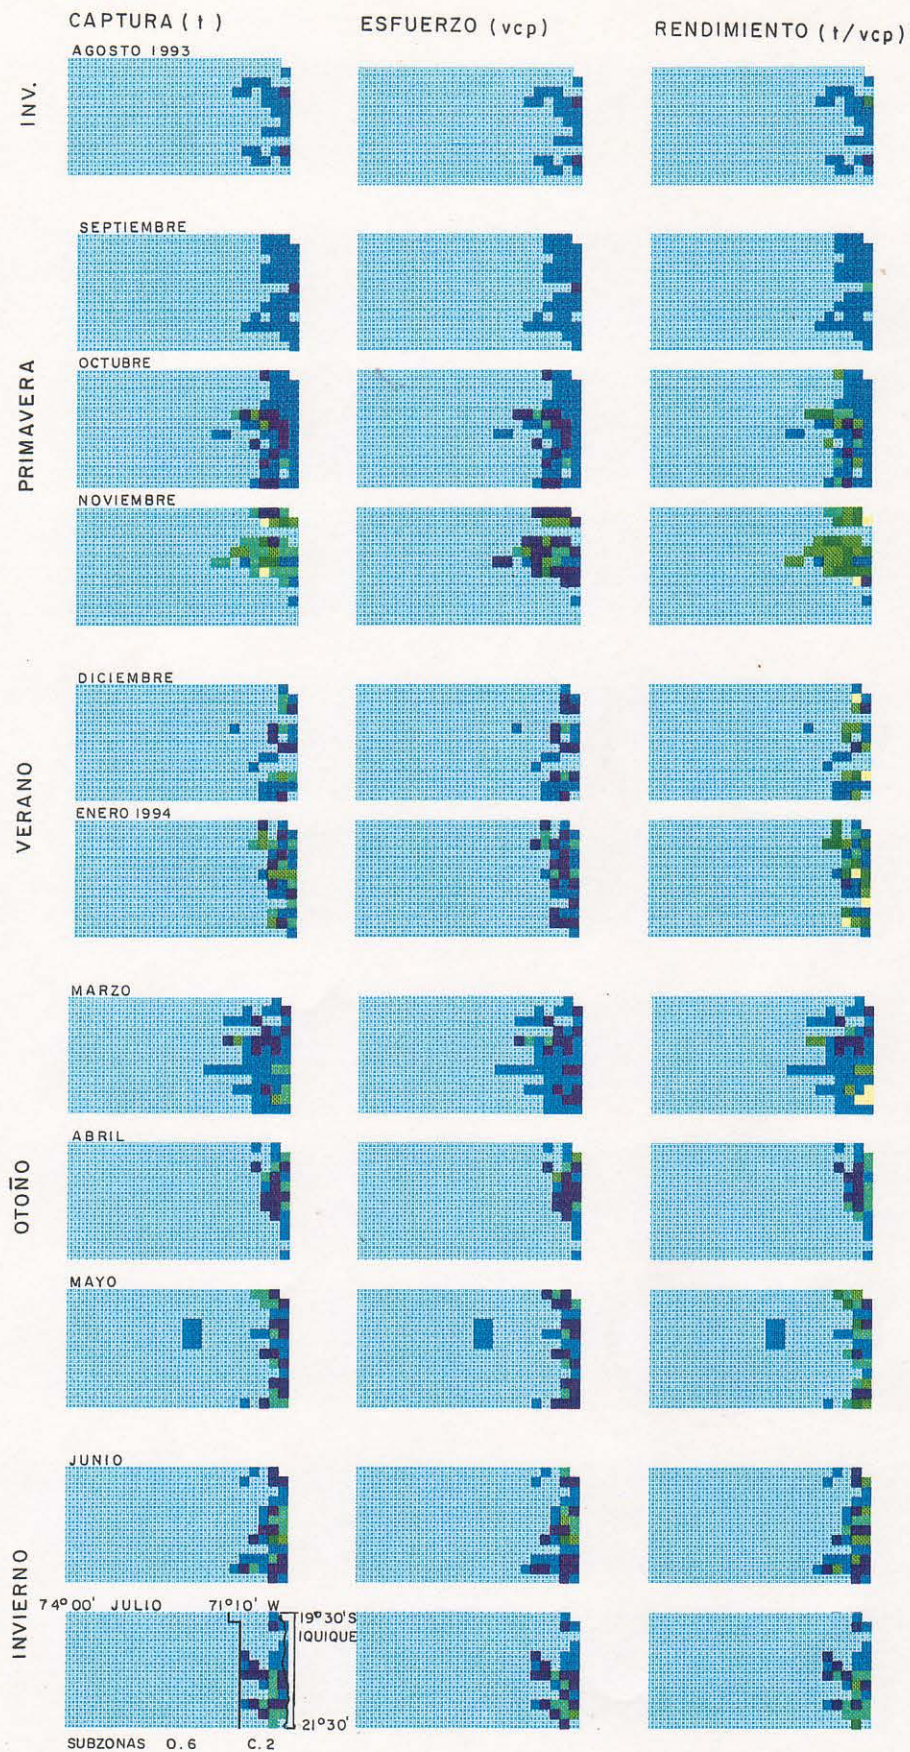 CAPTURA (t)
ESFUERZO (vcp)
RENDIMIENTO (t/vcp)
INV.
AGOSTO 1993
PRIMAVERA
SEPTIEMBRE
OCTUBRE
NOVIEMBRE
VERANO
DICIEMBRE
ENERO 1994
OTOÑO
MARZO
ABRIL
MAYO
INVIERNO
JUNIO
74°00' JULIO 71°10' W
19°30'S
IQUIQUE
21°30'
SUBZONAS O.6 C.2